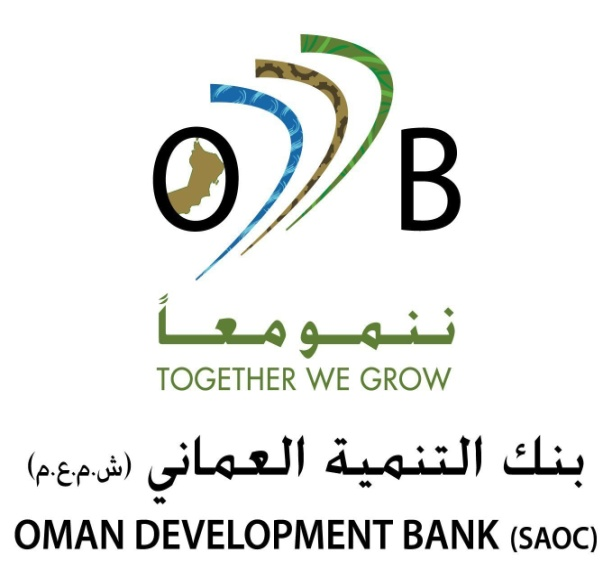 O B
ننمو معاً
TOGETHER WE GROW
بنك التنمية العماني (ش.م.ع.م)
OMAN DEVELOPMENT BANK (SAOC)